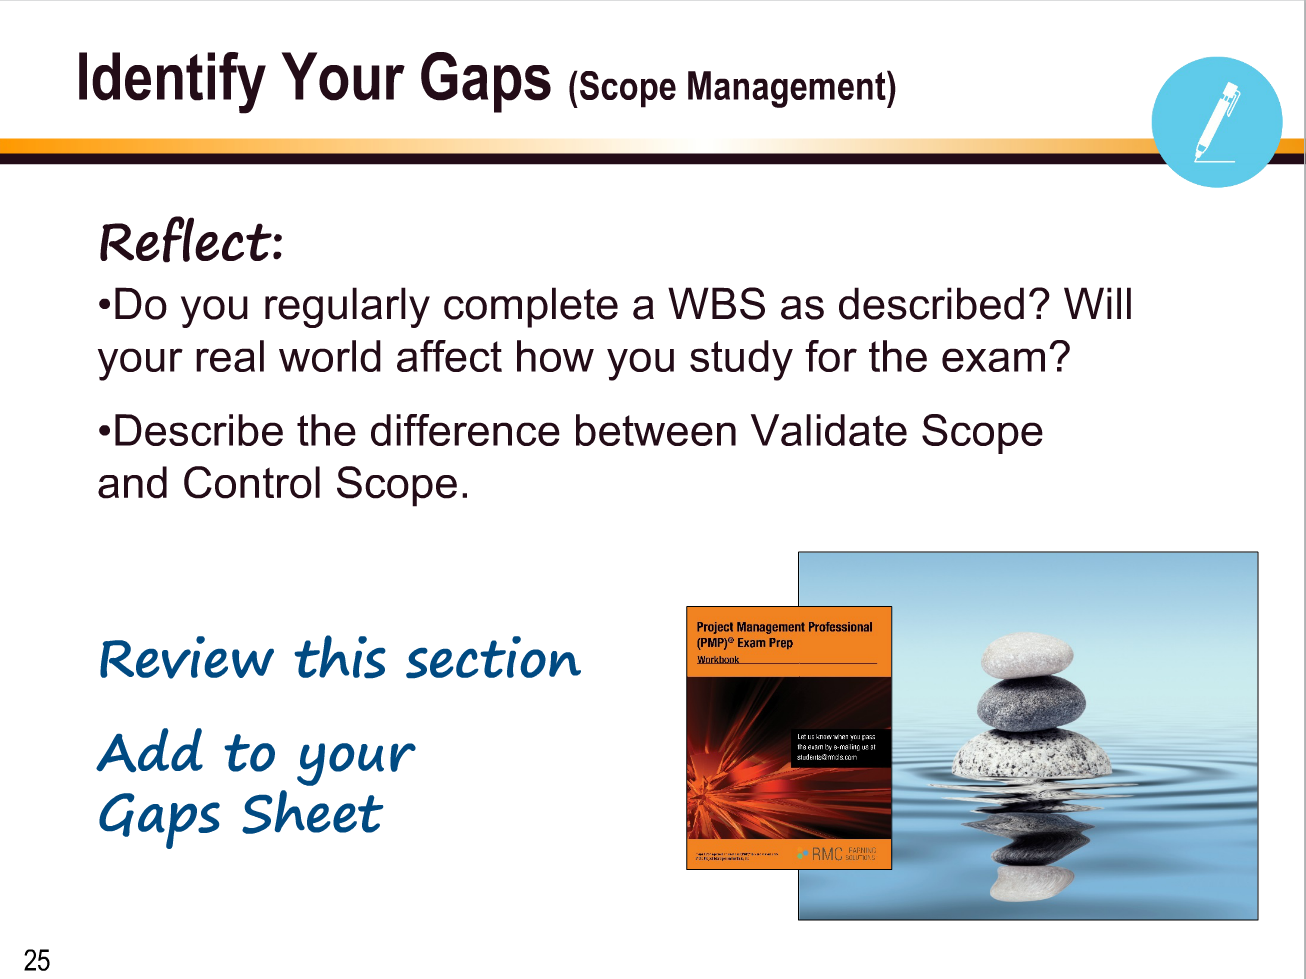 Identify Your Gaps (Scope Management)
Reflect:
•Do you regularly complete a WBS as described? Will
your real world affect how you study for the exam?
•Describe the difference between Validate Scope
and Control Scope.
Review this section
Add to your
Gaps Sheet
Project Management Professional
(PMP)® Exam Prep
Workbook
Let us know when you pass
the exam by e-mailing us at
students@rmcls.com
RMC LEARNING
SOLUTIONS
25